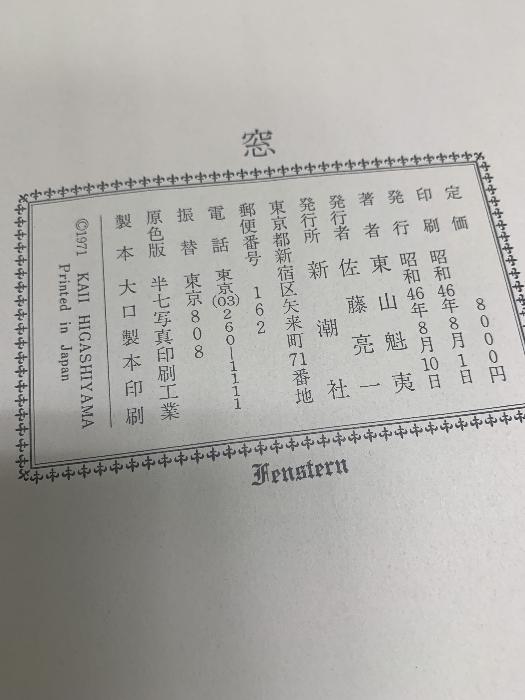 窓
定価 8000円
印刷 昭和46年8月1日
発行 昭和46年8月10日
著者 東山魁夷
発行者 佐藤亮一
発行所 新潮社
東京都新宿区矢来町71番地
郵便番号 162
電話 東京(03)260―1111
振替 東京808
原色版 半七写真印刷工業
製本 大口製本印刷
©1971 KAII HIGASHIYAMA
Printed in Japan
Fenstern